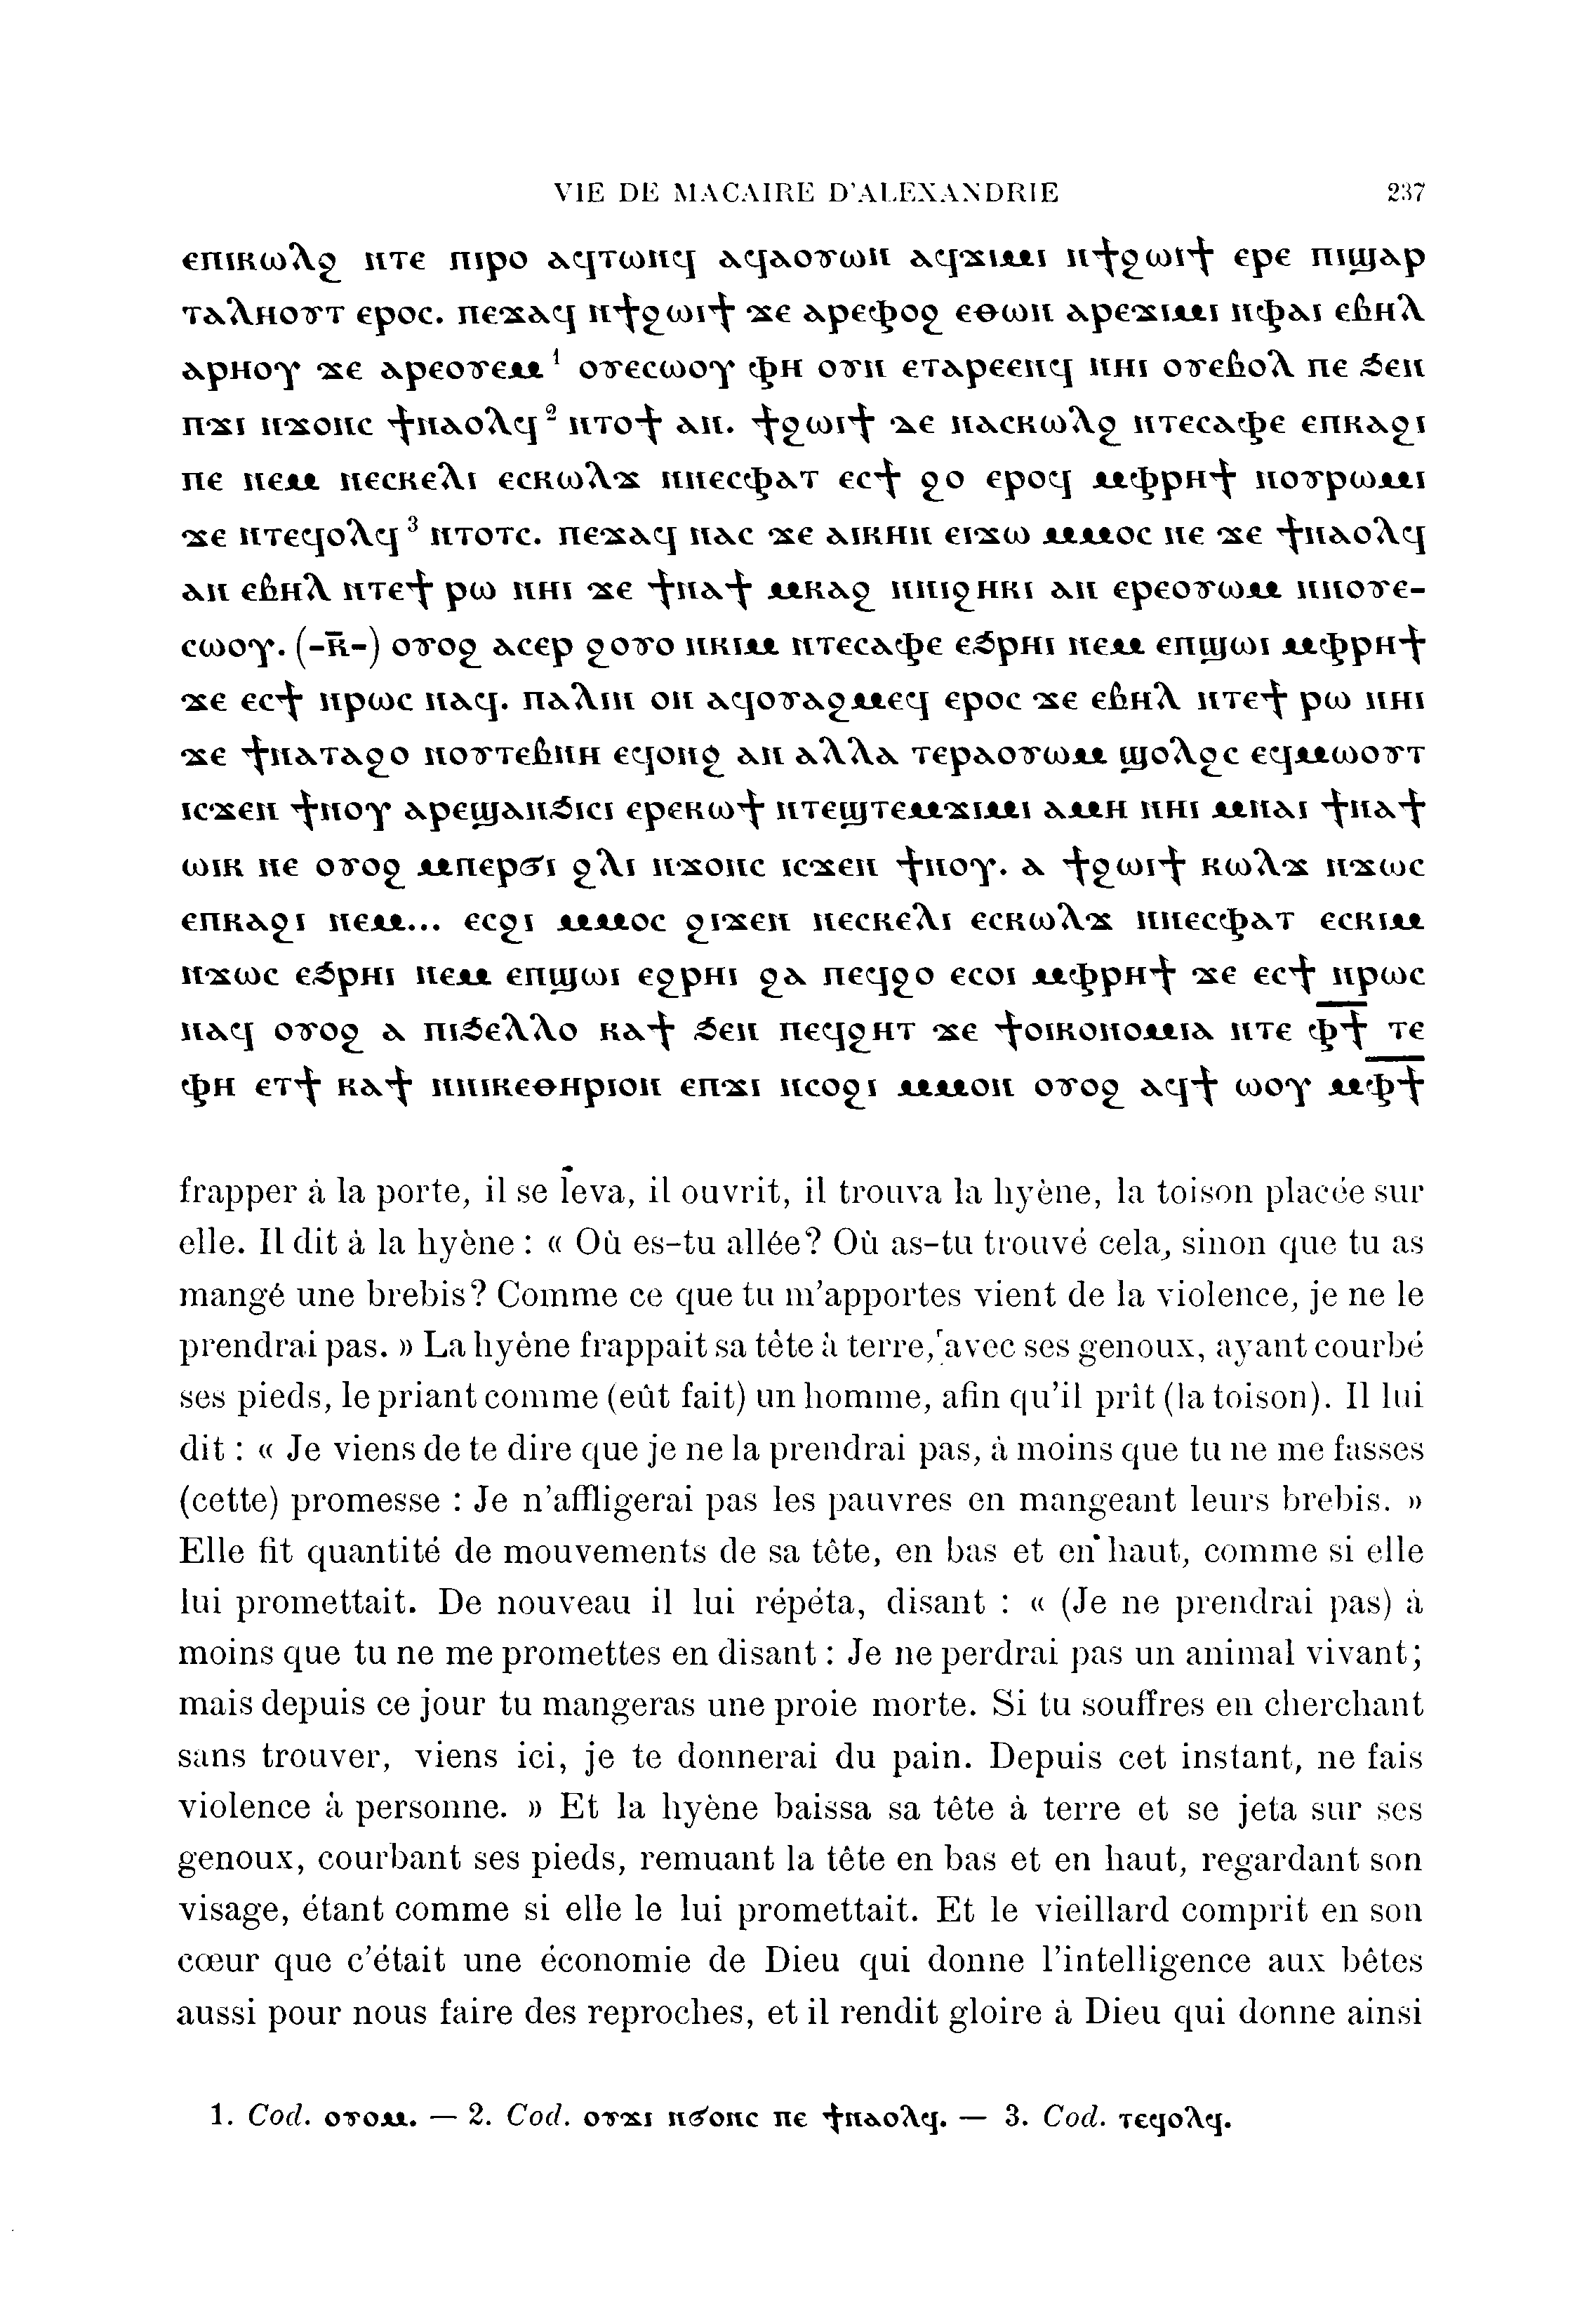 VIE DE MACAIRE D'ALEXANDRIE 237
ⲉⲡⲓⲕⲱⲗϩ ⲛⲧⲉ ⲡⲓⲣⲟ ⲁϥⲧⲱⲛϥ ⲁϥⲁⲟⲩⲱⲛ ⲁϥϫⲓⲙⲓ ⲛϯϩⲱⲓϯ ⲉⲣⲉ ⲡⲓϣⲁⲣ
ⲧⲁⲗⲏⲟⲩⲧ ⲉⲣⲟⲥ. ⲡⲉϫⲁϥ ⲛϯϩⲱⲓϯ ϫⲉ ⲁⲣⲉⲫⲟϩ ⲉⲑⲱⲛ ⲁⲣⲉϫⲓⲙⲓ ⲛⲫⲁⲓ ⲉⲃⲏⲗ
ⲁⲣⲏⲟⲩ ϫⲉ ⲁⲣⲉⲟⲩⲉⲙ ¹ ⲟⲩⲉⲥⲱⲟⲩ ⲫⲏ ⲟⲩⲛ ⲉⲧⲁⲣⲉⲉⲛϥ ⲛⲏⲓ ⲟⲩⲉⲃⲟⲗ ⲡⲉ ϧⲉⲛ
ⲡϫⲓ ⲛϫⲟⲛⲥ ϯⲛⲁⲟⲗϥ ² ⲛⲧⲟϯ ⲁⲛ. ϯϩⲱⲓϯ ⲇⲉ ⲛⲁⲥⲕⲱⲗϩ ⲛⲧⲉⲥⲁⲫⲉ ⲉⲡⲕⲁϩⲓ
ⲡⲉ ⲛⲉⲙ ⲛⲉⲥⲕⲉⲗⲓ ⲉⲥⲕⲱⲗϫ ⲛⲛⲉⲥⲫⲁⲧ ⲉⲥϯ ϩⲟ ⲉⲣⲟϥ ⲙⲫⲣⲏϯ ⲛⲟⲩⲣⲱⲙⲓ
ϫⲉ ⲛⲧⲉϥⲟⲗϥ ³ ⲛⲧⲟⲧⲥ. ⲡⲉϫⲁϥ ⲛⲁⲥ ϫⲉ ⲁⲓⲕⲏⲛ ⲉⲓϫⲱ ⲙⲙⲟⲥ ⲛⲉ ϫⲉ ϯⲛⲁⲟⲗϥ
ⲁⲛ ⲉⲃⲏⲗ ⲛⲧⲉϯ ⲣⲱ ⲛⲏⲓ ϫⲉ ϯⲛⲁϯ ⲙⲕⲁϩ ⲛⲛⲓϩⲏⲕⲓ ⲁⲛ ⲉⲣⲉⲟⲩⲱⲙ ⲛⲛⲟⲩⲉ-
ⲥⲱⲟⲩ. (-ⲕ̅-) ⲟⲩⲟϩ ⲁⲥⲉⲣ ϩⲟⲩⲟ ⲛⲕⲓⲙ ⲛⲧⲉⲥⲁⲫⲉ ⲉϧⲣⲏⲓ ⲛⲉⲙ ⲉⲡϣⲱⲓ ⲙⲫⲣⲏϯ
ϫⲉ ⲉⲥϯ ⲛⲣⲱⲥ ⲛⲁϥ. ⲡⲁⲗⲓⲛ ⲟⲛ ⲁϥⲟⲩⲁϩⲙⲉϥ ⲉⲣⲟⲥ ϫⲉ ⲉⲃⲏⲗ ⲛⲧⲉϯ ⲣⲱ ⲛⲏⲓ
ϫⲉ ϯⲛⲁⲧⲁϩⲟ ⲛⲟⲩⲧⲉⲃⲛⲏ ⲉϥⲟⲛϩ ⲁⲛ ⲁⲗⲗⲁ ⲧⲉⲣⲁⲟⲩⲱⲙ ϣⲟⲗϩⲥ ⲉϥⲙⲱⲟⲩⲧ
ⲓⲥϫⲉⲛ ϯⲛⲟⲩ ⲁⲣⲉϣⲁⲛϧⲓⲥⲓ ⲉⲣⲉⲕⲱϯ ⲛⲧⲉϣⲧⲉⲙϫⲓⲙⲓ ⲁⲙⲏ ⲛⲏⲓ ⲙⲛⲁⲓ ϯⲛⲁϯ
ⲱⲓⲕ ⲛⲉ ⲟⲩⲟϩ ⲙⲡⲉⲣϭⲓ ϩⲗⲓ ⲛϫⲟⲛⲥ ⲓⲥϫⲉⲛ ϯⲛⲟⲩ. ⲁ ϯϩⲱⲓϯ ⲕⲱⲗϫ ⲛϫⲱⲥ
ⲉⲡⲕⲁϩⲓ ⲛⲉⲙ... ⲉⲥϩⲓ ⲙⲙⲟⲥ ϩⲓϫⲉⲛ ⲛⲉⲥⲕⲉⲗⲓ ⲉⲥⲕⲱⲗϫ ⲛⲛⲉⲥⲫⲁⲧ ⲉⲥⲕⲓⲙ
ⲛϫⲱⲥ ⲉϧⲣⲏⲓ ⲛⲉⲙ ⲉⲡϣⲱⲓ ⲉϩⲣⲏⲓ ϩⲁ ⲡⲉϥϩⲟ ⲉⲥⲟⲓ ⲙⲫⲣⲏϯ ϫⲉ ⲉⲥϯ ⲛⲣⲱⲥ
ⲛⲁϥ ⲟⲩⲟϩ ⲁ ⲡⲓϧⲉⲗⲗⲟ ⲕⲁϯ ϧⲉⲛ ⲡⲉϥϩⲏⲧ ϫⲉ ϯⲟⲓⲕⲟⲛⲟⲙⲓⲁ ⲛⲧⲉ ⲫ̅ϯ̅ ⲧⲉ
ⲫⲏ ⲉⲧϯ ⲕⲁϯ ⲛⲛⲓⲕⲉⲑⲏⲣⲓⲟⲛ ⲉⲡϫⲓ ⲛⲥⲟϩⲓ ⲙⲙⲟⲛ ⲟⲩⲟϩ ⲁϥϯ ⲱⲟⲩ ⲙⲫ̅ϯ̅
frapper à la porte, il se leva, il ouvrit, il trouva la hyène, la toison placée sur
elle. Il dit à la hyène : « Où es-tu allée? Où as-tu trouvé cela, sinon que tu as
mangé une brebis? Comme ce que tu m'apportes vient de la violence, je ne le
prendrai pas. » La hyène frappait sa tête à terre, avec ses genoux, ayant courbé
ses pieds, le priant comme (eût fait) un homme, afin qu'il prît (la toison). Il lui
dit : « Je viens de te dire que je ne la prendrai pas, à moins que tu ne me fasses
(cette) promesse : Je n'affligerai pas les pauvres en mangeant leurs brebis. »
Elle fit quantité de mouvements de sa tête, en bas et en haut, comme si elle
lui promettait. De nouveau il lui répéta, disant : « (Je ne prendrai pas) à
moins que tu ne me promettes en disant : Je ne perdrai pas un animal vivant;
mais depuis ce jour tu mangeras une proie morte. Si tu souffres en cherchant
sans trouver, viens ici, je te donnerai du pain. Depuis cet instant, ne fais
violence à personne. » Et la hyène baissa sa tête à terre et se jeta sur ses
genoux, courbant ses pieds, remuant la tête en bas et en haut, regardant son
visage, étant comme si elle le lui promettait. Et le vieillard comprit en son
cœur que c'était une économie de Dieu qui donne l'intelligence aux bêtes
aussi pour nous faire des reproches, et il rendit gloire à Dieu qui donne ainsi
1. Cod. ⲟⲩⲟⲙ. — 2. Cod. ⲟⲩϫⲓ ⲛϭⲟⲛⲥ ⲡⲉ ϯⲛⲁⲟⲗϥ. — 3. Cod. ⲧⲉϥⲟⲗϥ.